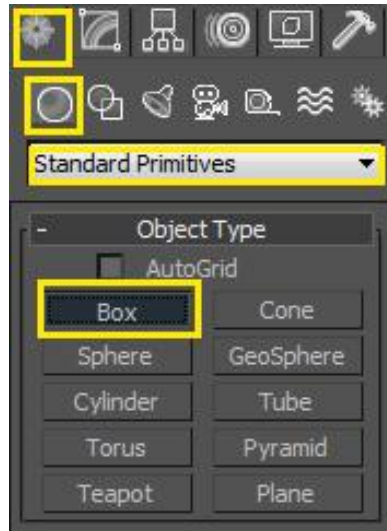 Standard Primitives
- Object Type
AutoGrid
Box Cone
Sphere GeoSphere
Cylinder Tube
Torus Pyramid
Teapot Plane